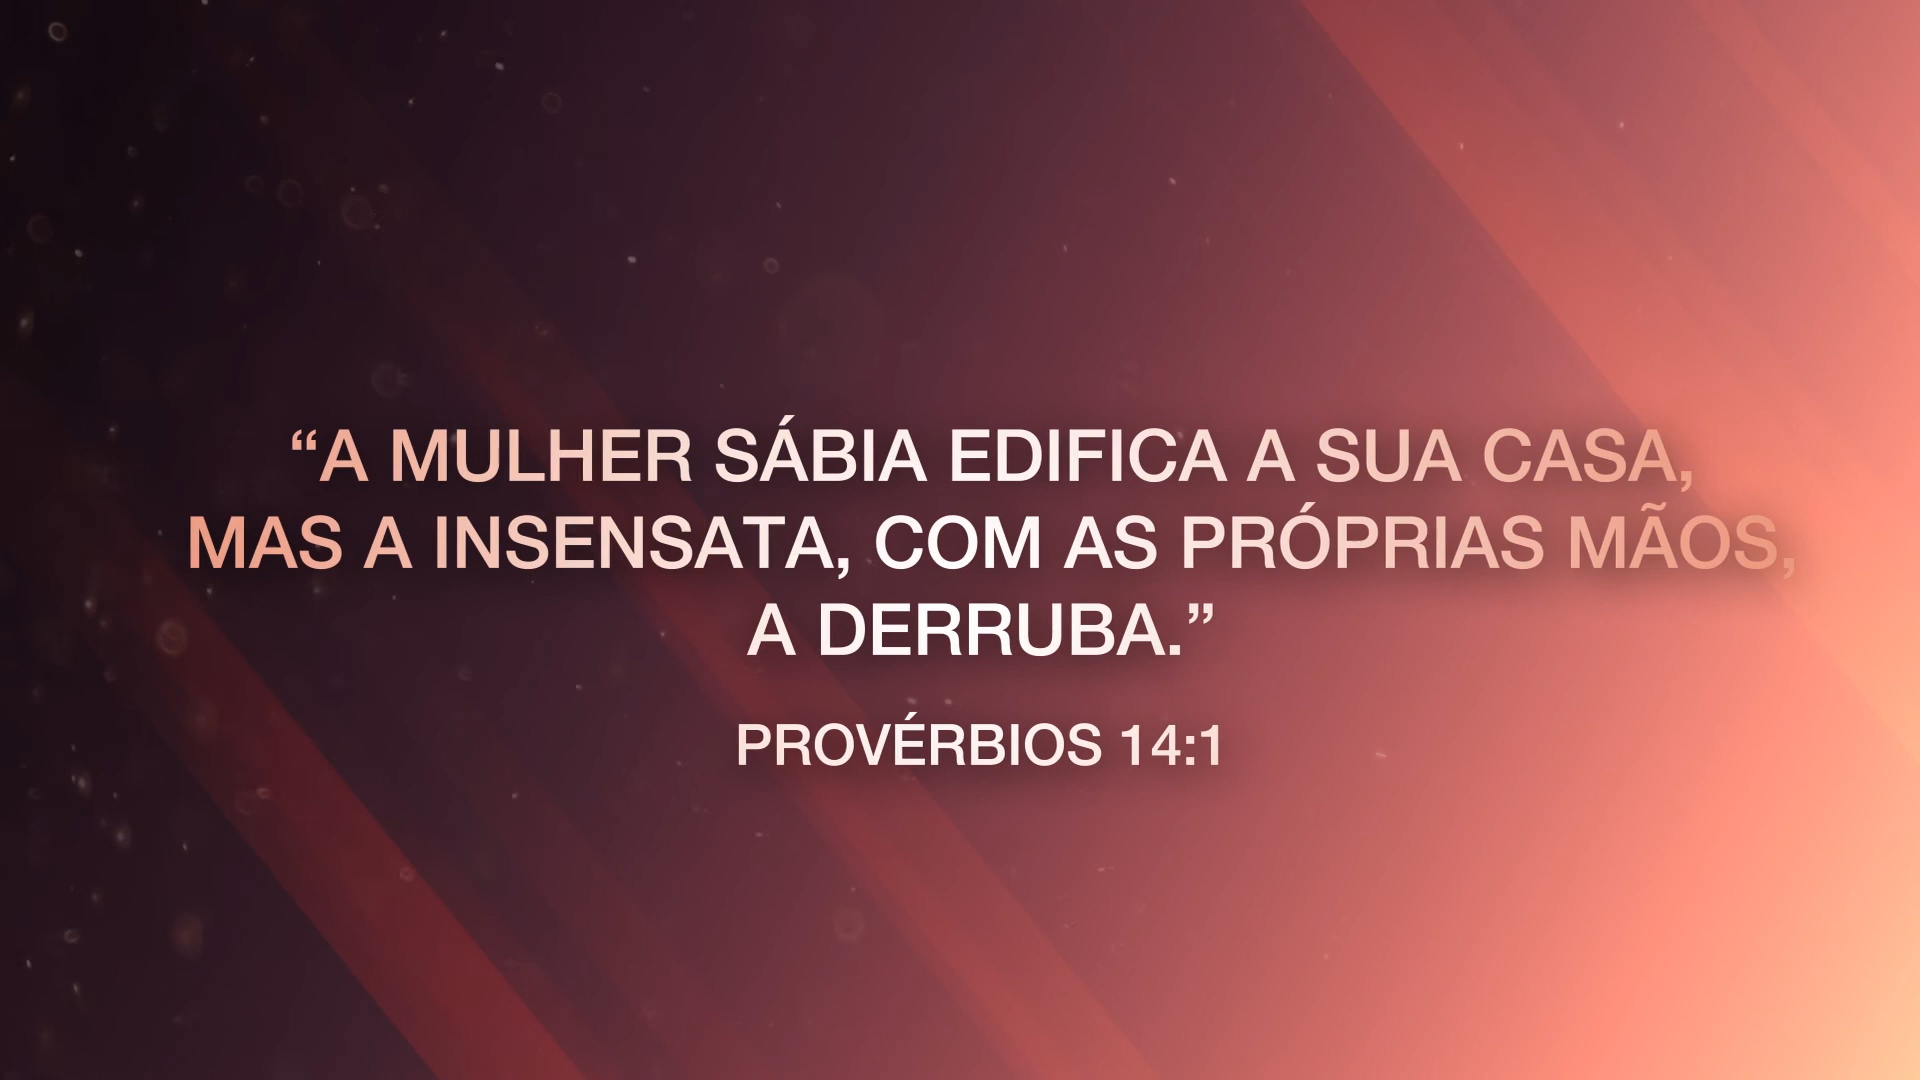 “A MULHER SÁBIA EDIFICA A SUA CASA,
MAS A INSENSATA, COM AS PRÓPRIAS MÃOS,
A DERRUBA.”
PROVÉRBIOS 14:1